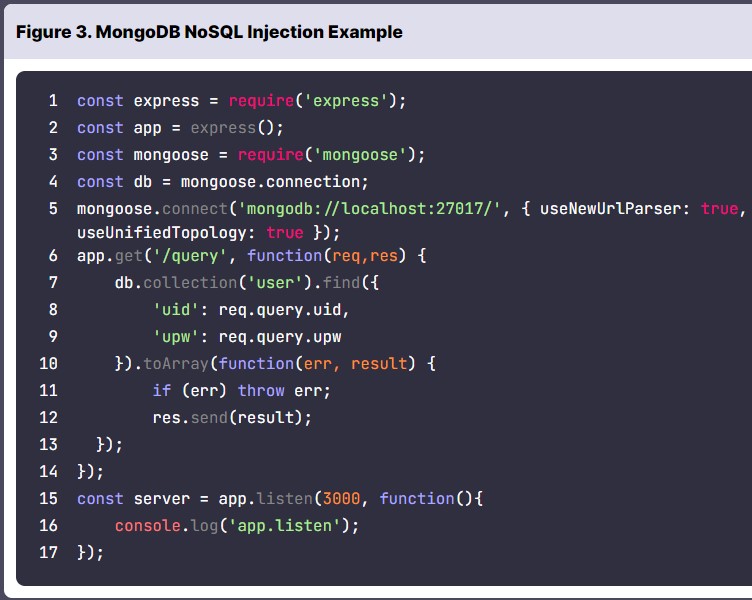 Figure 3. MongoDB NoSQL Injection Example
1 const express = require('express');
2 const app = express();
3 const mongoose = require('mongoose');
4 const db = mongoose.connection;
5 mongoose.connect('mongodb://localhost:27017/', { useNewUrlParser: true,
useUnifiedTopology: true });
6 app.get('/query', function(req,res) {
7     db.collection('user').find({
8         'uid': req.query.uid,
9         'upw': req.query.upw
10     }).toArray(function(err, result) {
11         if (err) throw err;
12         res.send(result);
13   });
14 });
15 const server = app.listen(3000, function(){
16     console.log('app.listen');
17 });